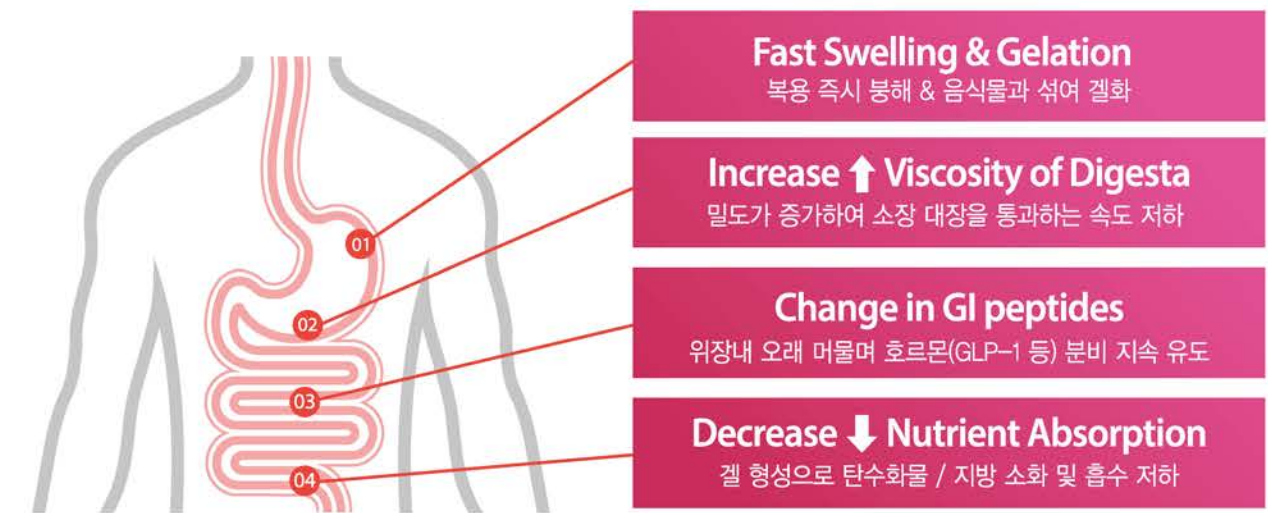 Fast Swelling & Gelation
복용 즉시 붕해 & 음식물과 섞여 겔화
Increase ⬆ Viscosity of Digesta
밀도가 증가하여 소장 대장을 통과하는 속도 저하
Change in GI peptides
위장내 오래 머물며 호르몬(GLP-1 등) 분비 지속 유도
Decrease ⬇ Nutrient Absorption
겔 형성으로 탄수화물 / 지방 소화 및 흡수 저하
01
02
03
04